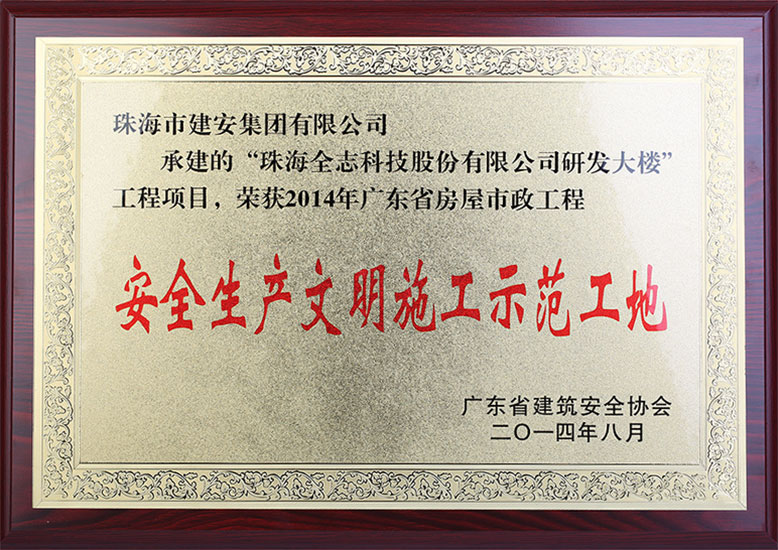 珠海市建安集团有限公司
承建的“珠海全志科技股份有限公司研发大楼”
工程项目，荣获2014年广东省房屋市政工程
安全生产文明施工示范工地
广东省建筑安全协会
二〇一四年八月